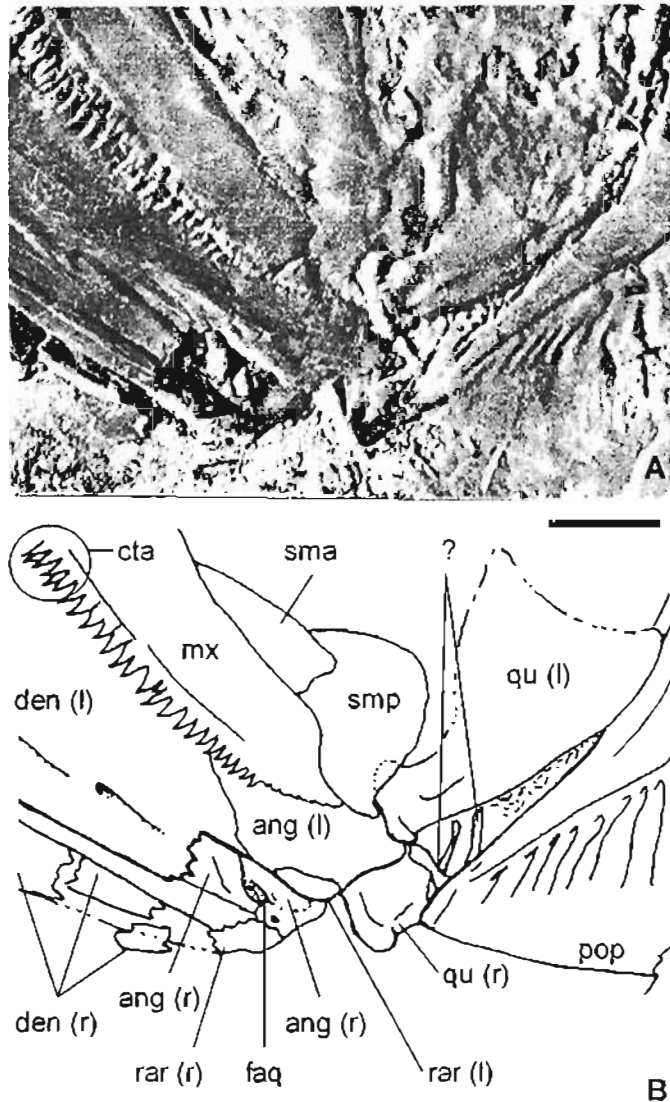 A
cta sma ?
mx
den (l) qu (l)
smp
ang (l)
pop
den (r) ang (r) ang (r) qu (r)
rar (r) faq rar (l)
B